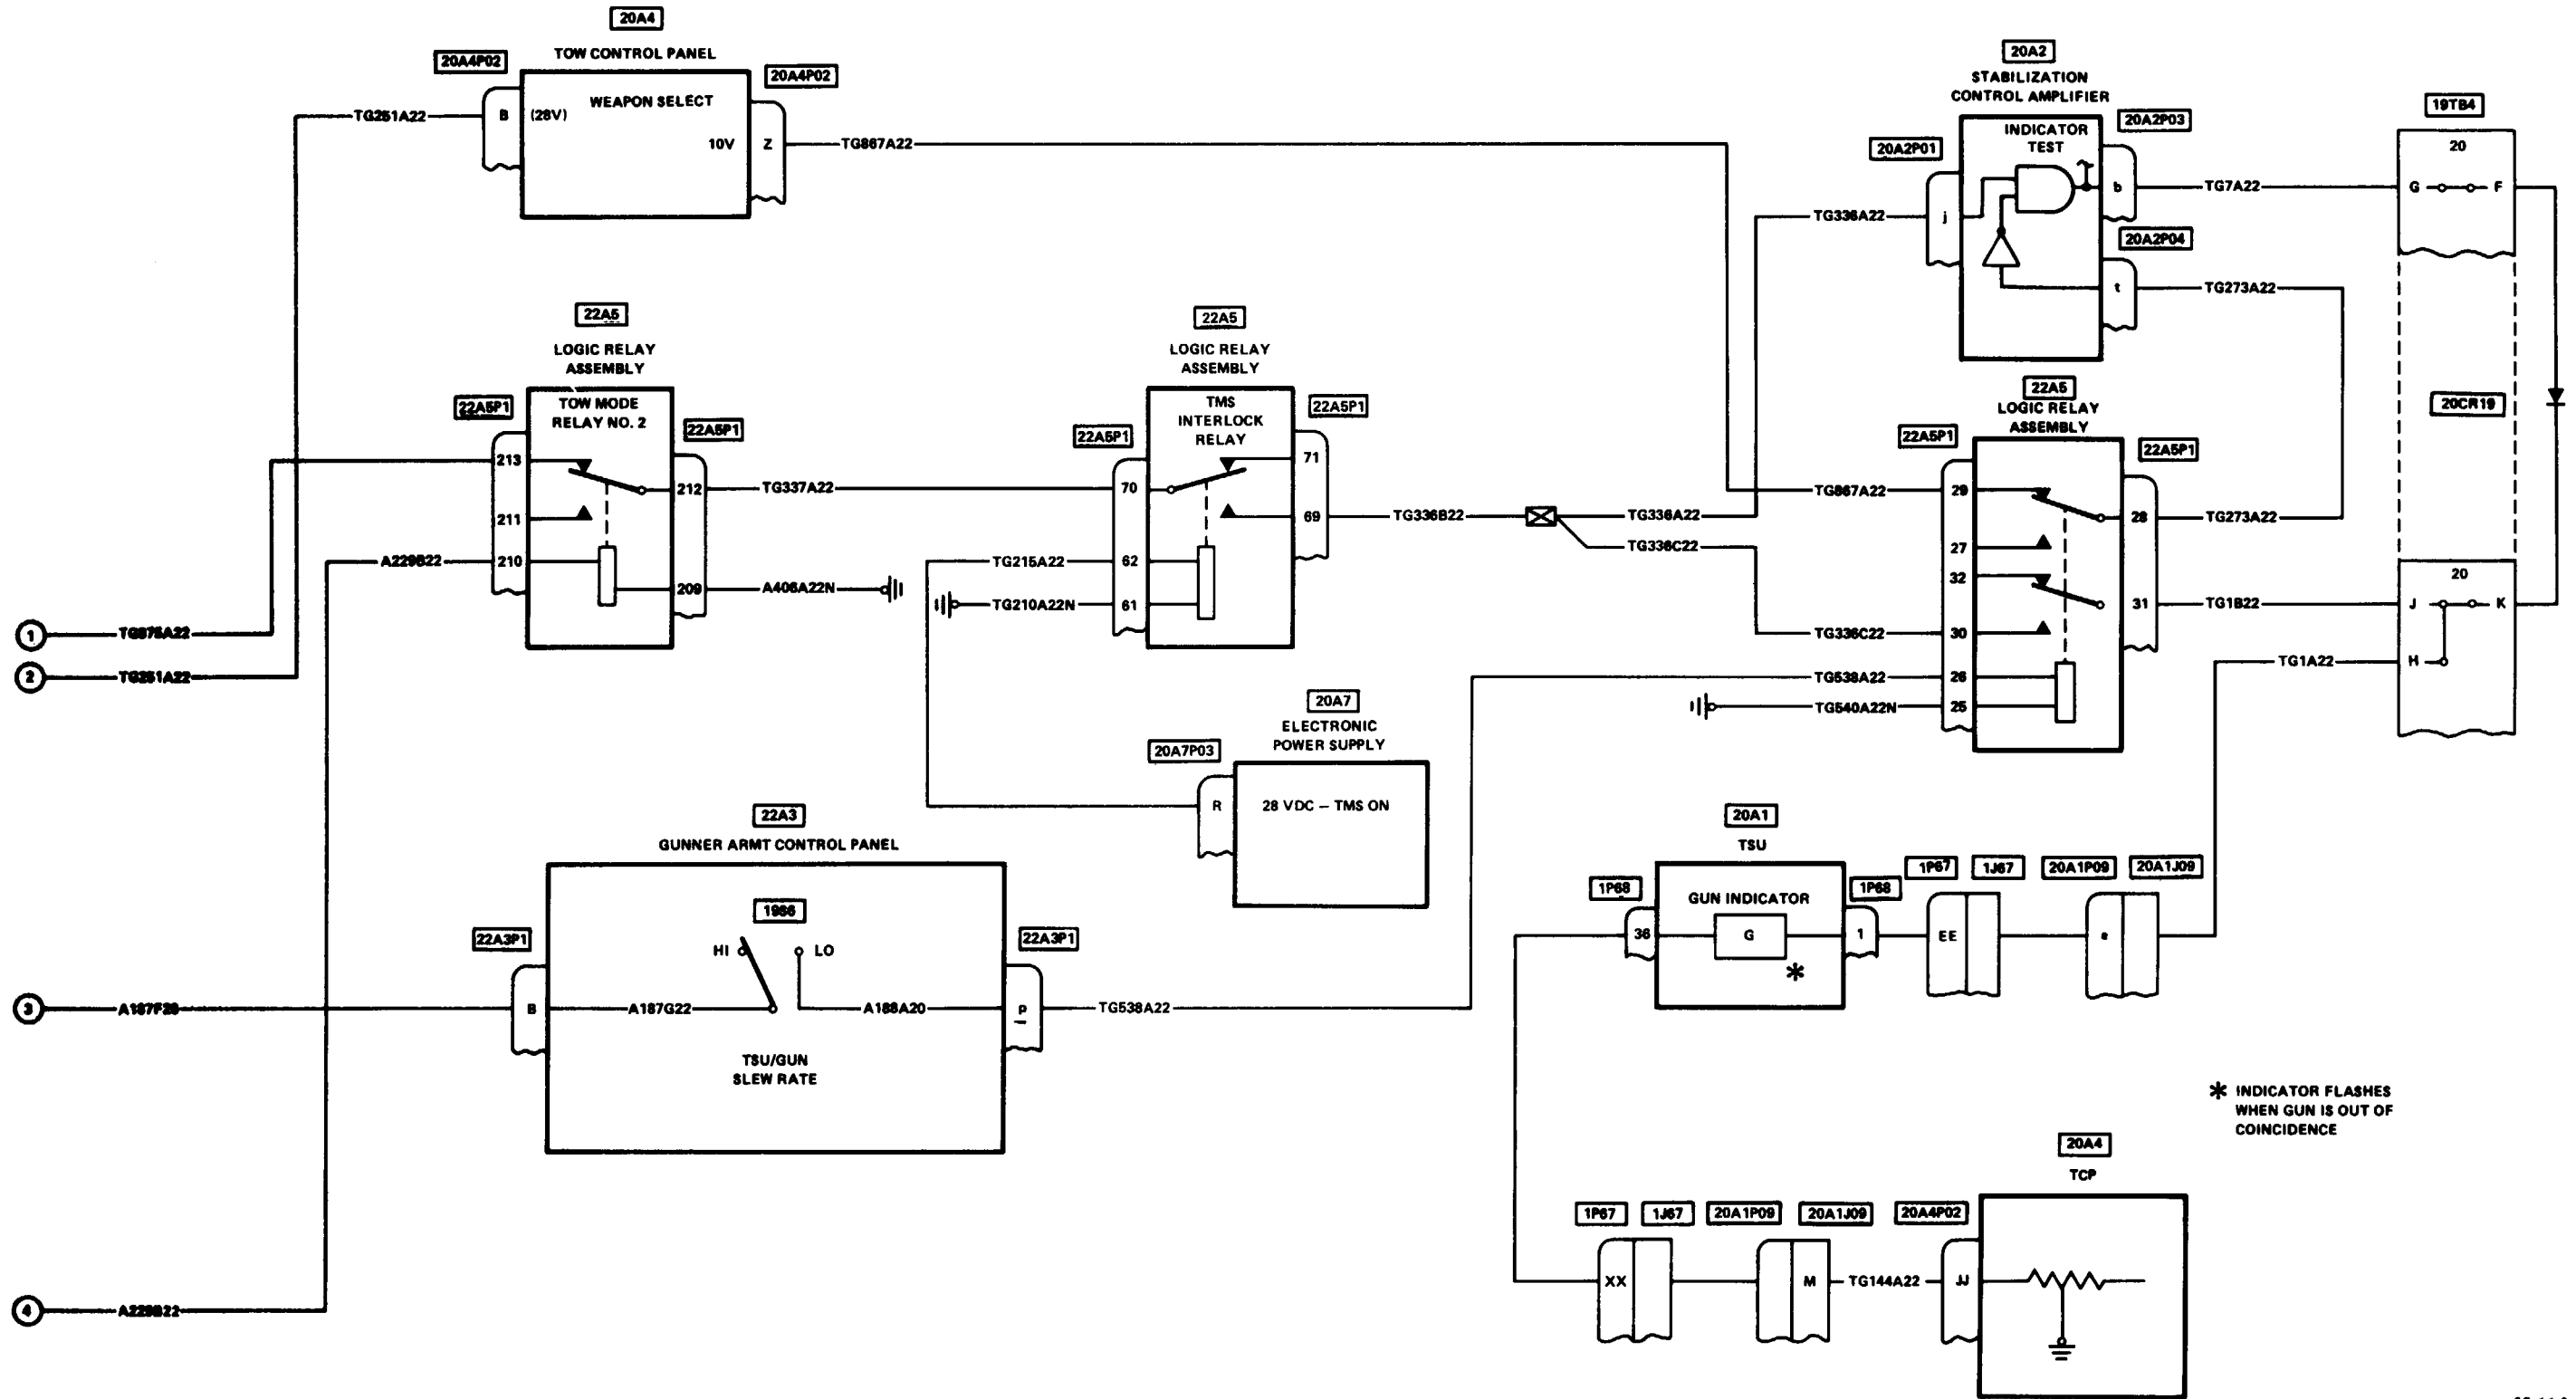 20A4
TOW CONTROL PANEL
20A4P02
20A4P02
WEAPON SELECT
TG251A22
B
(28V)
10V
Z
TG867A22
20A2
STABILIZATION
CONTROL AMPLIFIER
20A2P01
INDICATOR
TEST
20A2P03
j
b
TG336A22
TG7A22
20A2P04
t
TG273A22
19TB4
20
G
F
20CR19
22A5
LOGIC RELAY
ASSEMBLY
22A5P1
TOW MODE
RELAY NO. 2
22A5P1
213
212
211
210
209
TG337A22
A229B22
A406A22N
22A5
LOGIC RELAY
ASSEMBLY
22A5P1
TMS
INTERLOCK
RELAY
22A5P1
71
70
69
62
61
TG215A22
TG210A22N
TG336B22
TG336A22
TG336C22
22A5
LOGIC RELAY
ASSEMBLY
22A5P1
22A5P1
TG867A22
29
28
TG273A22
27
32
31
TG1B22
TG336C22
30
TG538A22
26
TG540A22N
25
20
J
K
H
TG1A22
1
TG875A22
2
TG251A22
20A7
ELECTRONIC
POWER SUPPLY
20A7P03
R
28 VDC – TMS ON
22A3
GUNNER ARMT CONTROL PANEL
22A3P1
19S6
22A3P1
HI
LO
3
A187F20
B
A187G22
A188A20
p
TG538A22
TSU/GUN
SLEW RATE
20A1
TSU
1P68
GUN INDICATOR
1P68
1P67
1J67
20A1P09
20A1J09
36
G
1
EE
e
*
* INDICATOR FLASHES
WHEN GUN IS OUT OF
COINCIDENCE
20A4
TCP
1P67
1J67
20A1P09
20A1J09
20A4P02
XX
M
TG144A22
JJ
4
A229B22